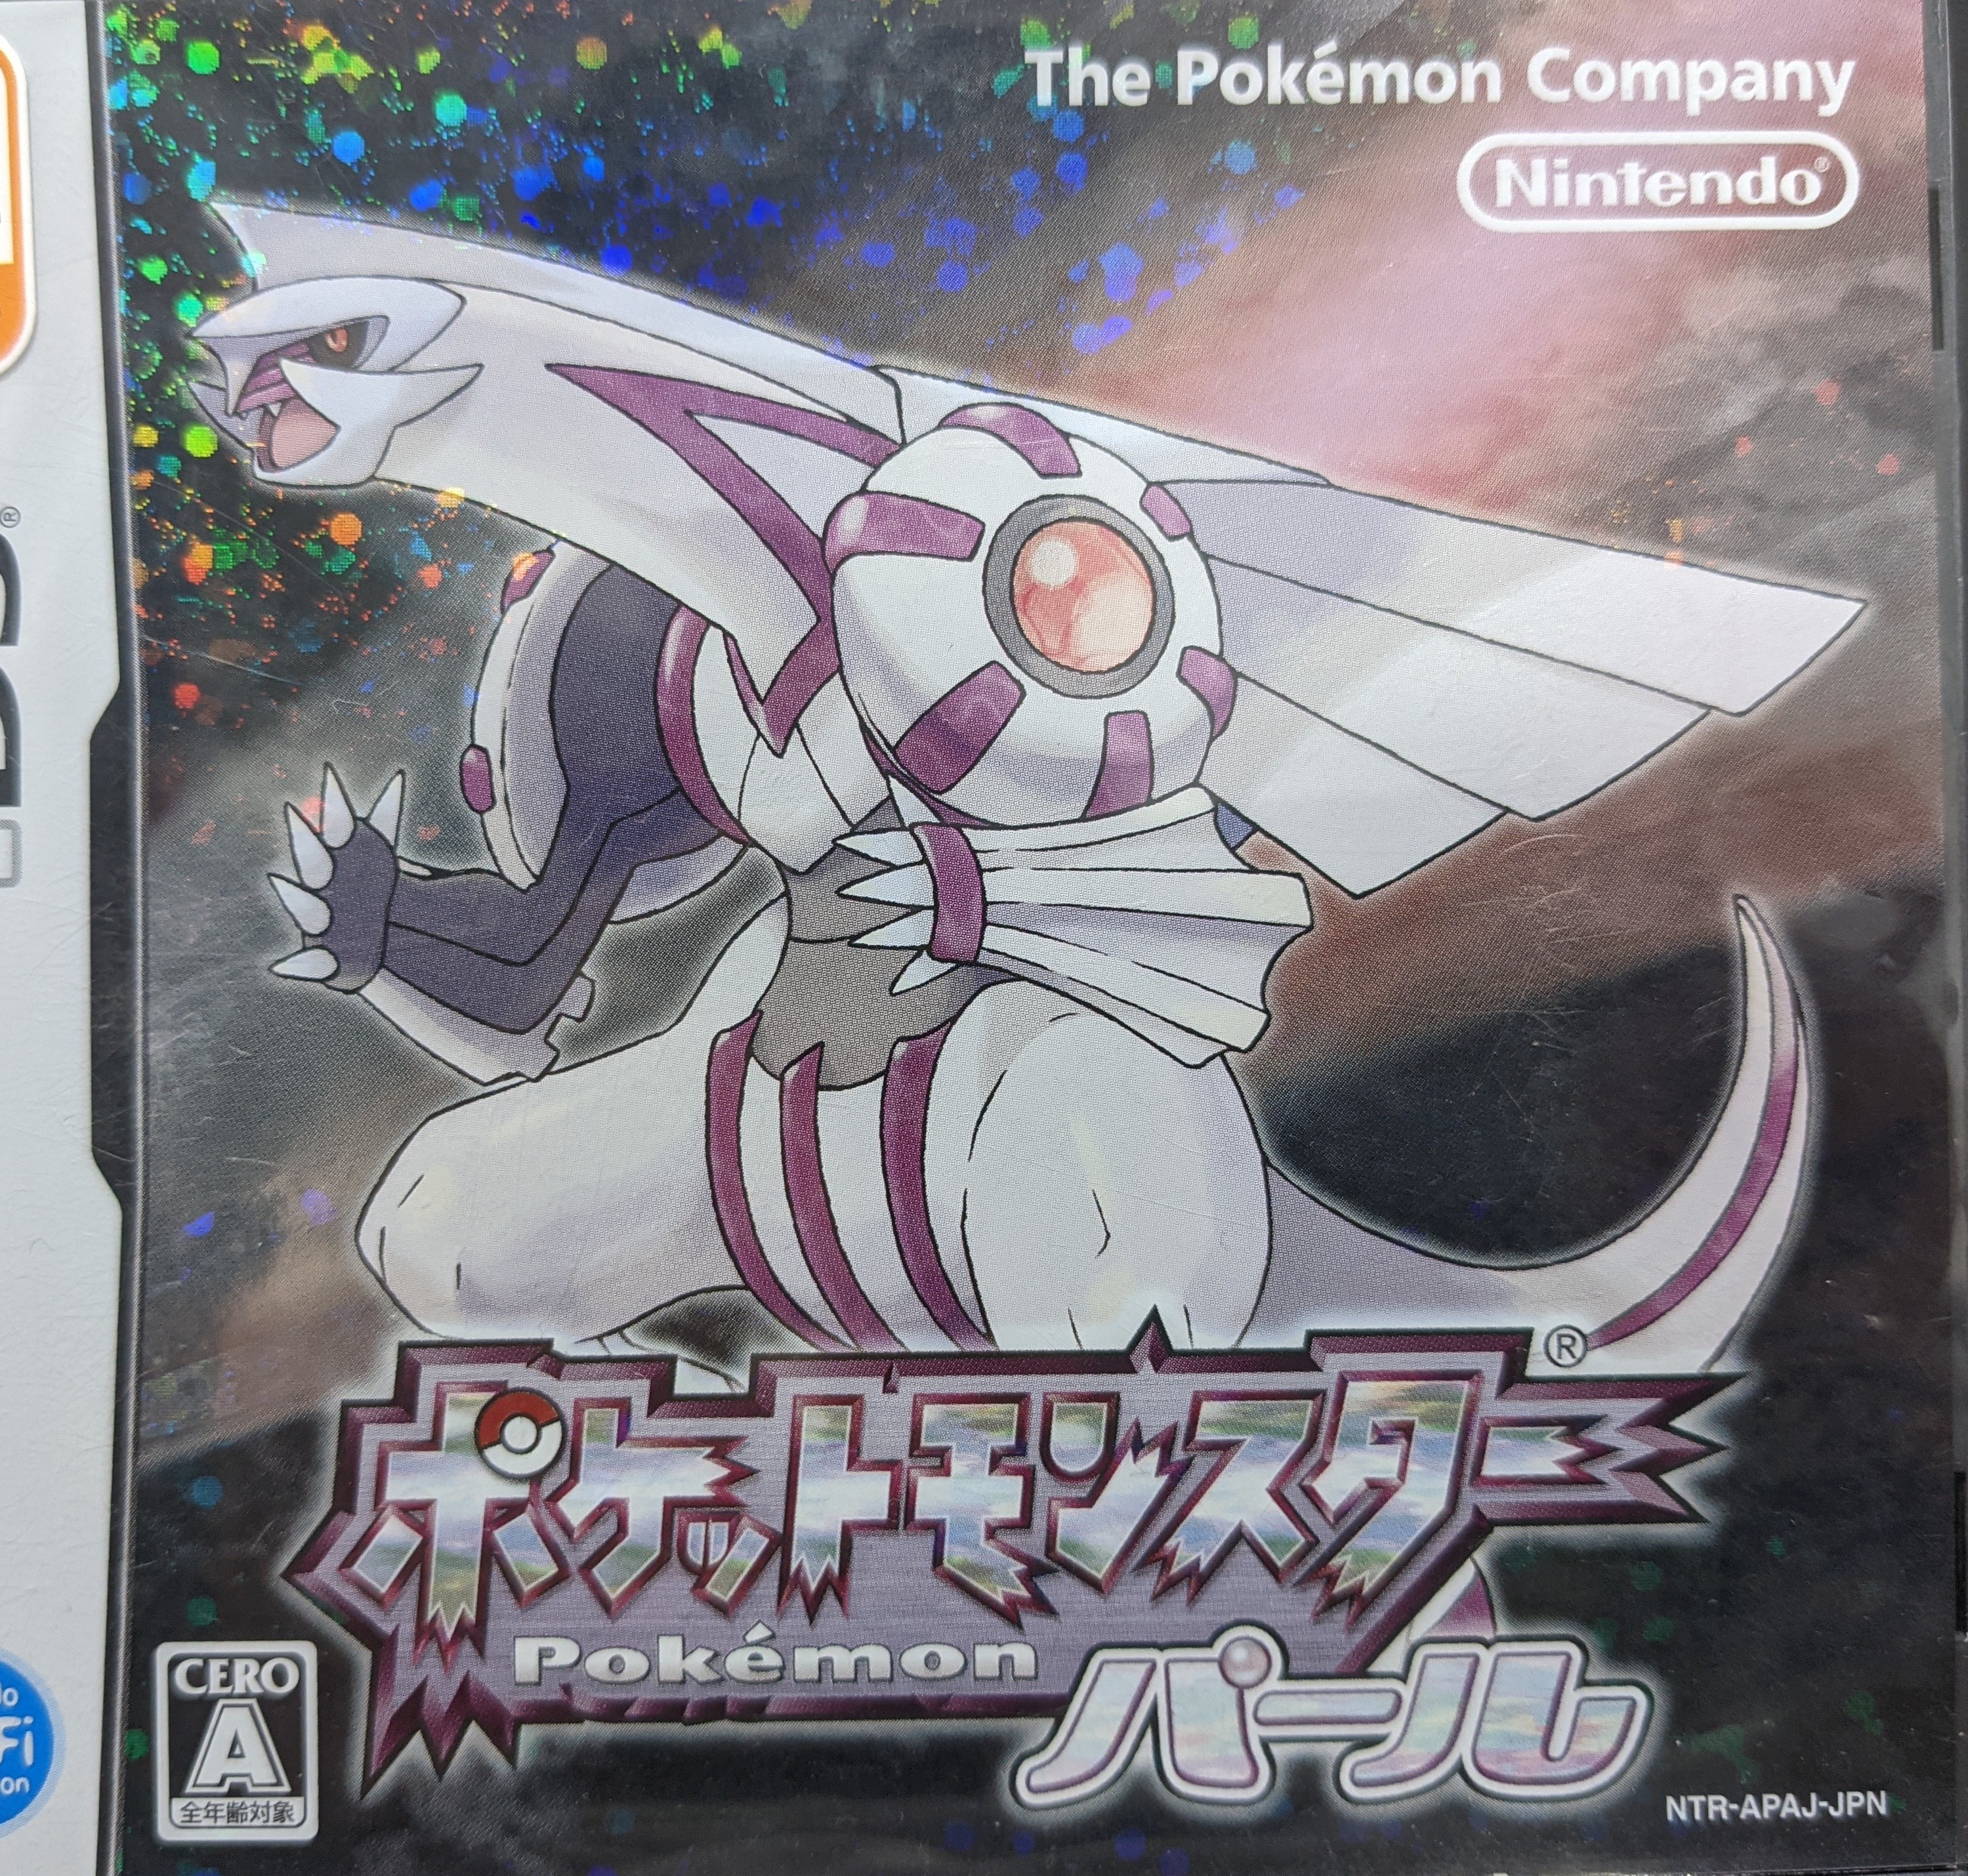 The Pokémon Company
Nintendo®
®
®
ポケットモンスター
Pokémon
パール
CERO
A
全年齢対象
NTR-APAJ-JPN